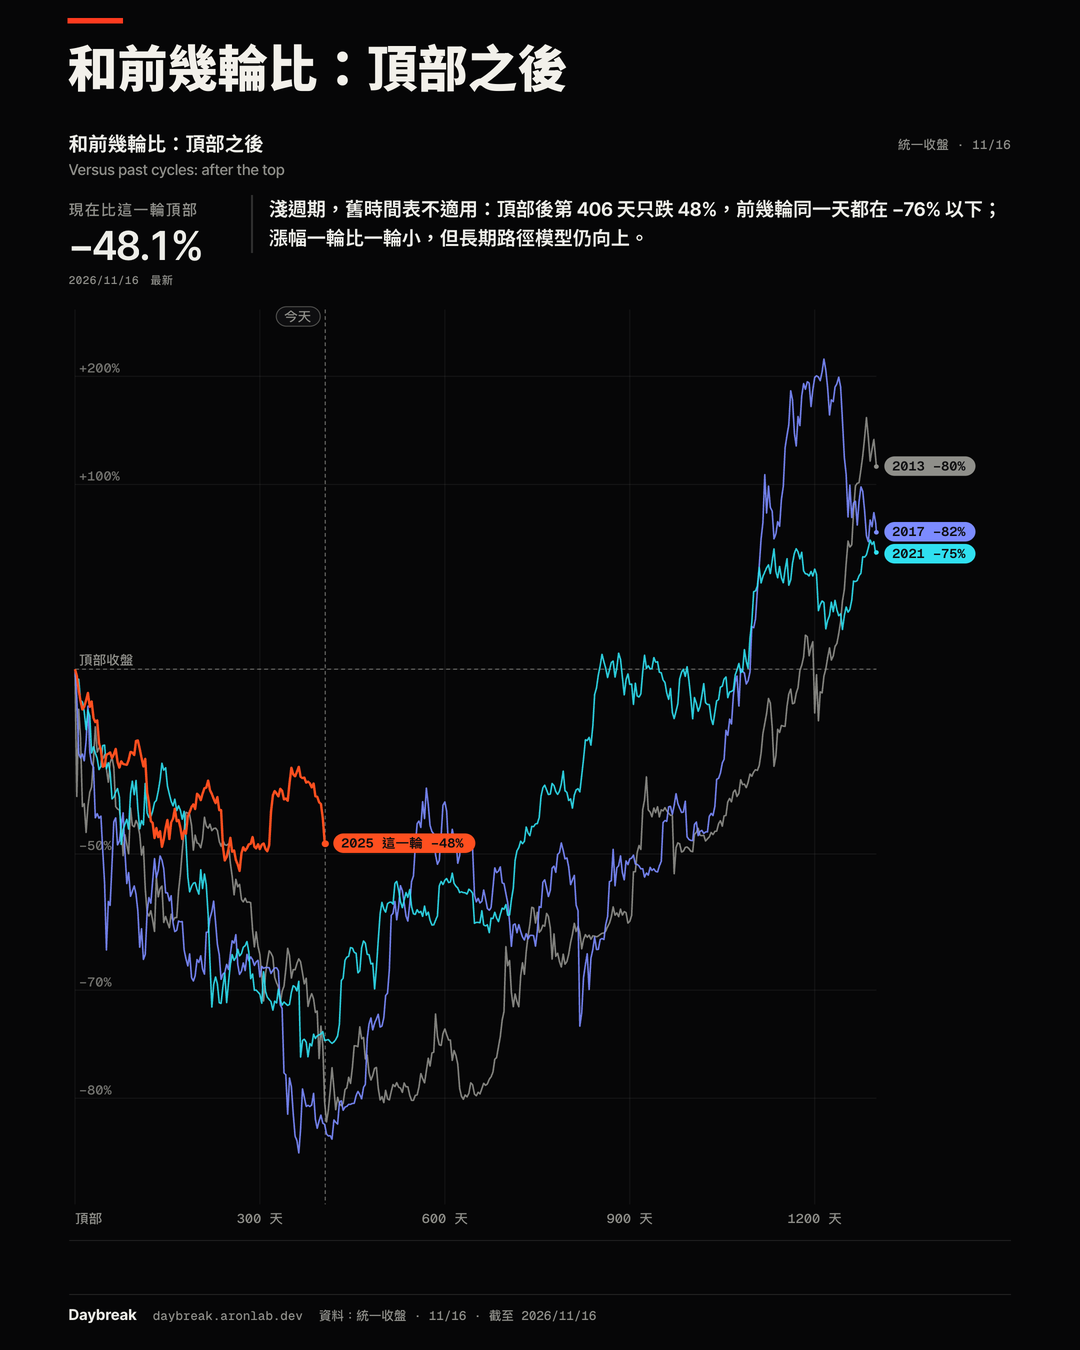 和前幾輪比：頂部之後
和前幾輪比：頂部之後
統一收盤 · 11/16
Versus past cycles: after the top
現在比這一輪頂部
−48.1%
2026/11/16 最新
淺週期，舊時間表不適用：頂部後第 406 天只跌 48%，前幾輪同一天都在 −76% 以下；
漲幅一輪比一輪小，但長期路徑模型仍向上。
今天
+200%
+100%
頂部收盤
−50%
−70%
−80%
2013 −80%
2017 −82%
2021 −75%
2025 這一輪 −48%
頂部
300 天
600 天
900 天
1200 天
Daybreak daybreak.aronlab.dev 資料：統一收盤 · 11/16 · 截至 2026/11/16